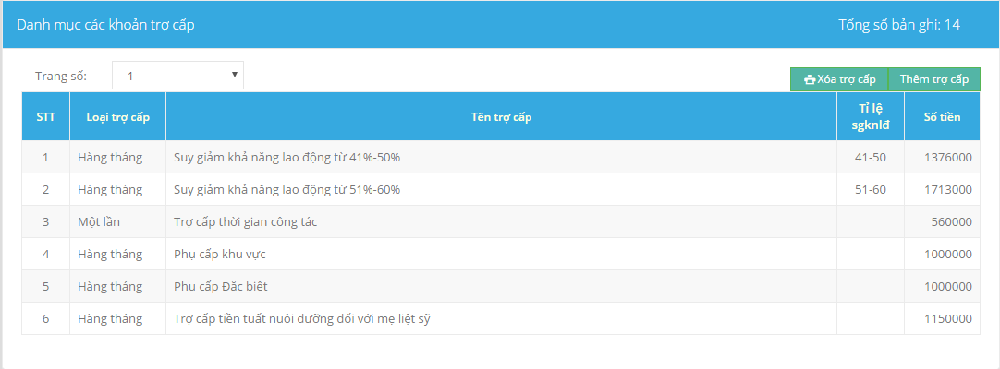 Danh mục các khoản trợ cấp Tổng số bản ghi: 14
Trang số: 1
Xóa trợ cấp Thêm trợ cấp
STT Loại trợ cấp Tên trợ cấp Tỉ lệ sgknlđ Số tiền
1 Hàng tháng Suy giảm khả năng lao động từ 41%-50% 41-50 1376000
2 Hàng tháng Suy giảm khả năng lao động từ 51%-60% 51-60 1713000
3 Một lần Trợ cấp thời gian công tác 560000
4 Hàng tháng Phụ cấp khu vực 1000000
5 Hàng tháng Phụ cấp Đặc biệt 1000000
6 Hàng tháng Trợ cấp tiền tuất nuôi dưỡng đối với mẹ liệt sỹ 1150000